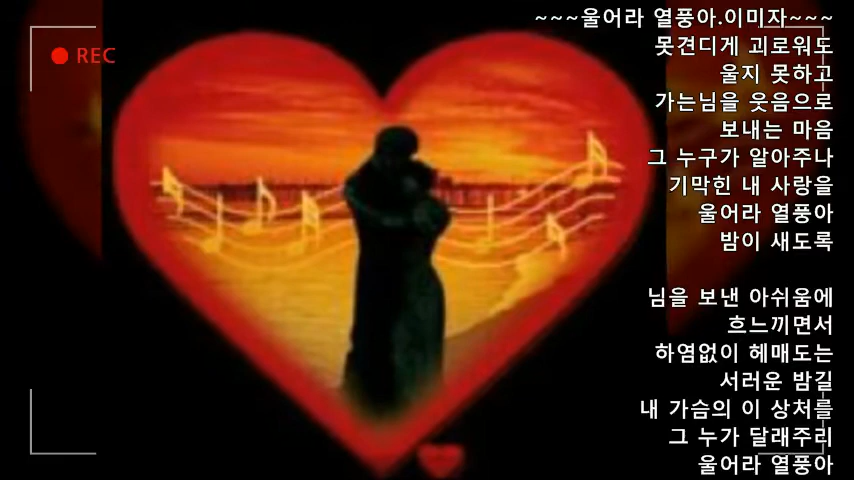 ~~~울어라 열풍아.이미자~~~
REC
못견디게 괴로워도
울지 못하고
가는님을 웃음으로
보내는 마음
그 누구가 알아주나
기막힌 내 사랑을
울어라 열풍아
밤이 새도록
님을 보낸 아쉬움에
흐느끼면서
하염없이 헤매도는
서러운 밤길
내 가슴의 이 상처를
그 누가 달래주리
울어라 열풍아